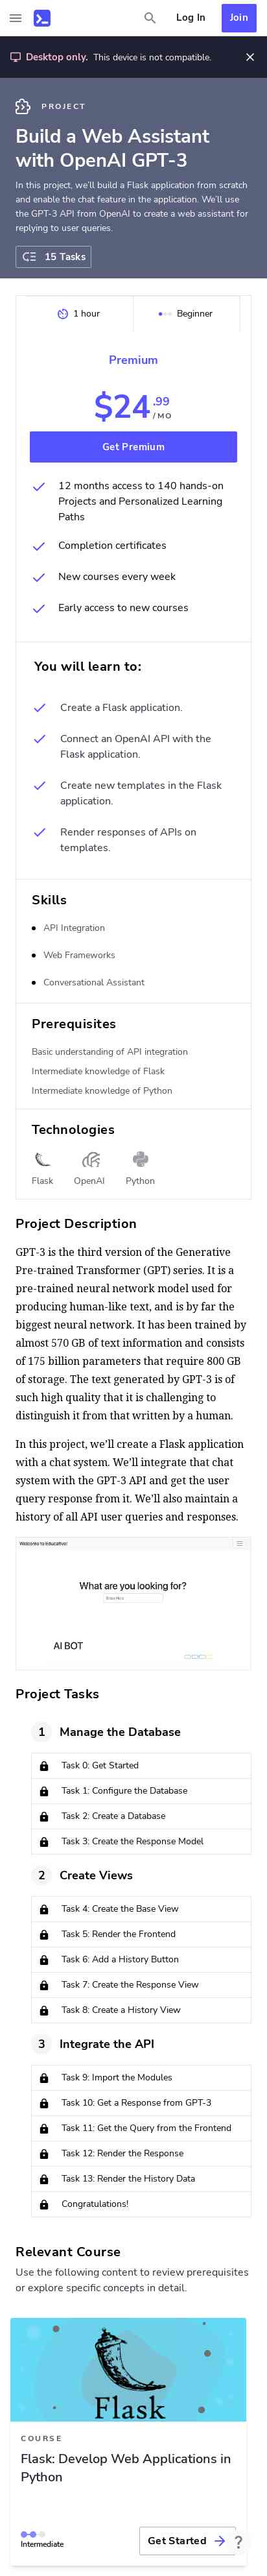 Log In
Join
Desktop only. This device is not compatible.
PROJECT
Build a Web Assistant
with OpenAI GPT-3
In this project, we'll build a Flask application from scratch
and enable the chat feature in the application. We'll use
the GPT-3 API from OpenAI to create a web assistant for
replying to user queries.
15 Tasks
1 hour
Beginner
Premium
$24.99
/ MO
Get Premium
12 months access to 140 hands-on
Projects and Personalized Learning
Paths
Completion certificates
New courses every week
Early access to new courses
You will learn to:
Create a Flask application.
Connect an OpenAI API with the
Flask application.
Create new templates in the Flask
application.
Render responses of APIs on
templates.
Skills
API Integration
Web Frameworks
Conversational Assistant
Prerequisites
Basic understanding of API integration
Intermediate knowledge of Flask
Intermediate knowledge of Python
Technologies
Flask
OpenAI
Python
Project Description
GPT-3 is the third version of the Generative
Pre-trained Transformer (GPT) series. It is a
pre-trained neural network model used for
producing human-like text, and is by far the
biggest neural network. It has been trained by
almost 570 GB of text information and consists
of 175 billion parameters that require 800 GB
of storage. The text generated by GPT-3 is of
such high quality that it is challenging to
distinguish it from that written by a human.
In this project, we'll create a Flask application
with a chat system. We'll integrate that chat
system with the GPT-3 API and get the user
query response from it. We'll also maintain a
history of all API user queries and responses.
Welcome to Educative!
What are you looking for?
Enter Here
AI BOT
Project Tasks
1 Manage the Database
Task 0: Get Started
Task 1: Configure the Database
Task 2: Create a Database
Task 3: Create the Response Model
2 Create Views
Task 4: Create the Base View
Task 5: Render the Frontend
Task 6: Add a History Button
Task 7: Create the Response View
Task 8: Create a History View
3 Integrate the API
Task 9: Import the Modules
Task 10: Get a Response from GPT-3
Task 11: Get the Query from the Frontend
Task 12: Render the Response
Task 13: Render the History Data
Congratulations!
Relevant Course
Use the following content to review prerequisites
or explore specific concepts in detail.
Flask
COURSE
Flask: Develop Web Applications in
Python
Intermediate
Get Started
?